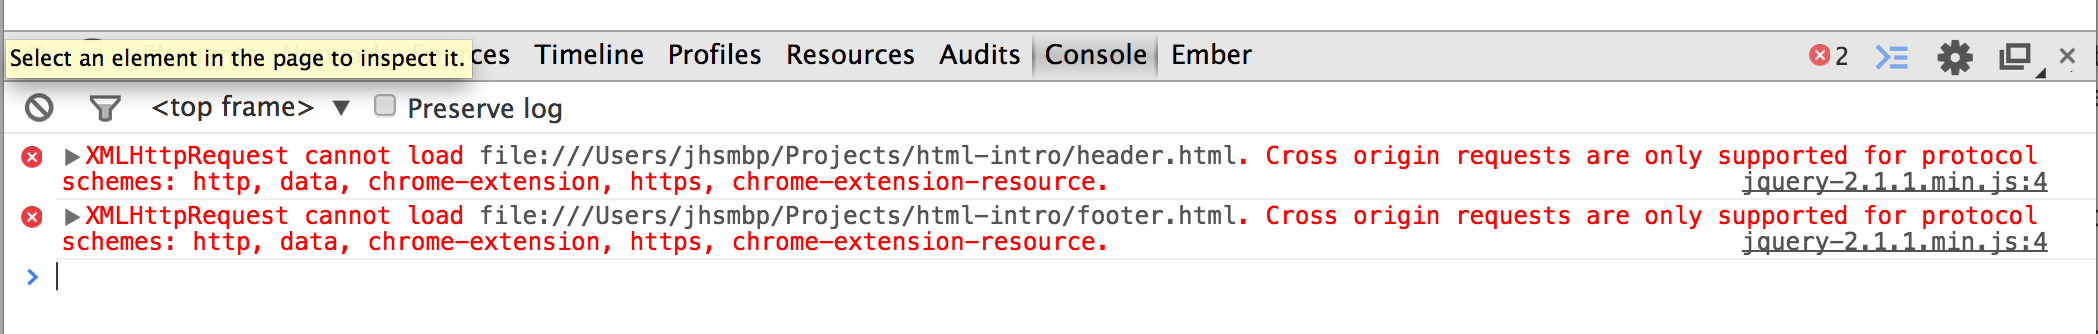 Select an element in the page to inspect it. ces Timeline Profiles Resources Audits Console Ember 2
<top frame> ▼ Preserve log
▶XMLHttpRequest cannot load file:///Users/jhsmbp/Projects/html-intro/header.html. Cross origin requests are only supported for protocol
schemes: http, data, chrome-extension, https, chrome-extension-resource. jquery-2.1.1.min.js:4
▶XMLHttpRequest cannot load file:///Users/jhsmbp/Projects/html-intro/footer.html. Cross origin requests are only supported for protocol
schemes: http, data, chrome-extension, https, chrome-extension-resource. jquery-2.1.1.min.js:4
>